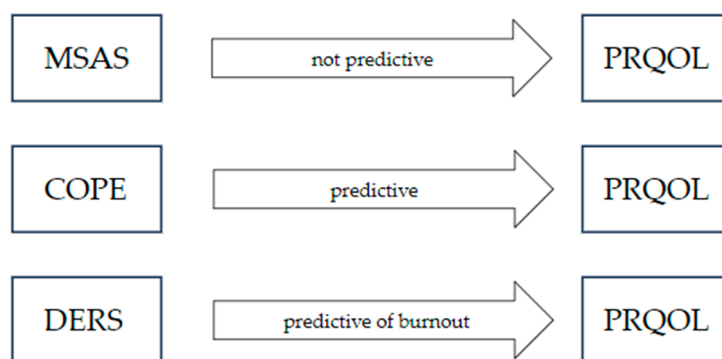 MSAS not predictive PRQOL
COPE predictive PRQOL
DERS predictive of burnout PRQOL